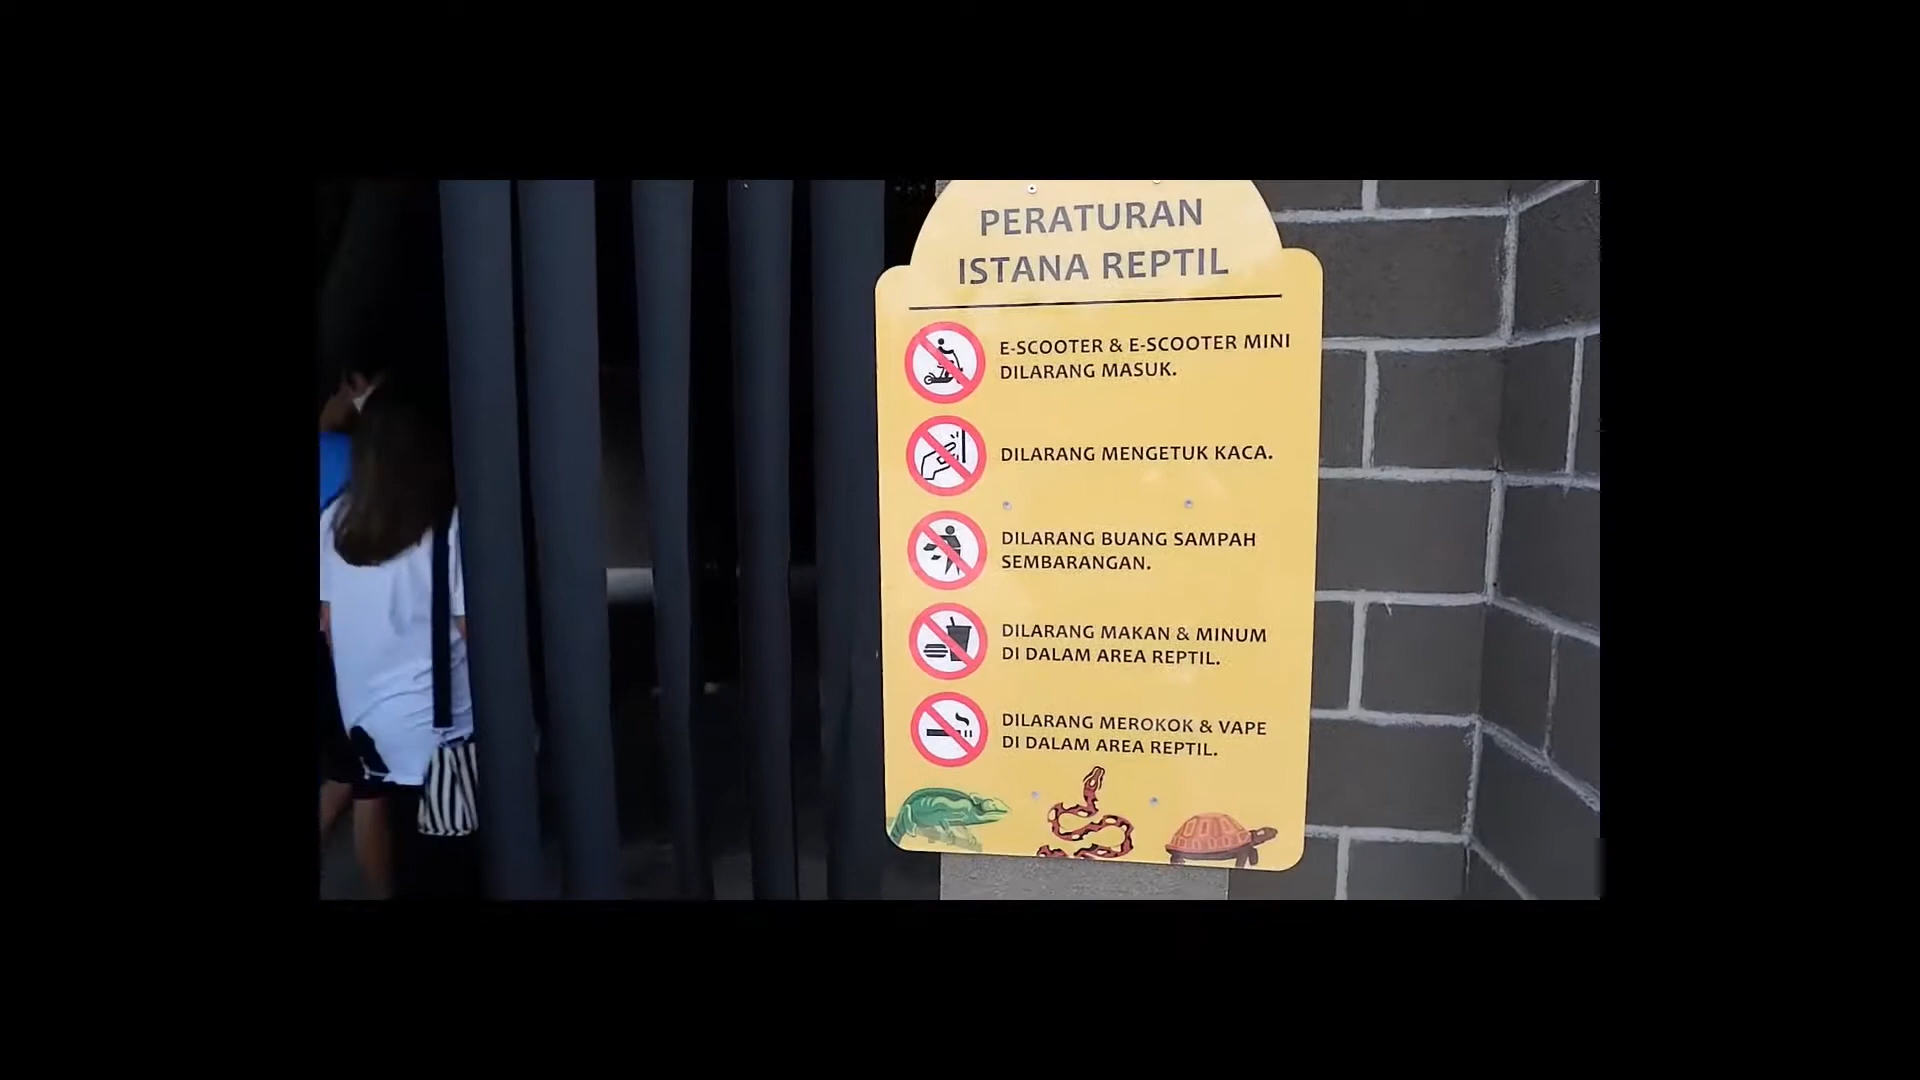 PERATURAN
ISTANA REPTIL
E-SCOOTER & E-SCOOTER MINI
DILARANG MASUK.
DILARANG MENGETUK KACA.
DILARANG BUANG SAMPAH
SEMBARANGAN.
DILARANG MAKAN & MINUM
DI DALAM AREA REPTIL.
DILARANG MEROKOK & VAPE
DI DALAM AREA REPTIL.